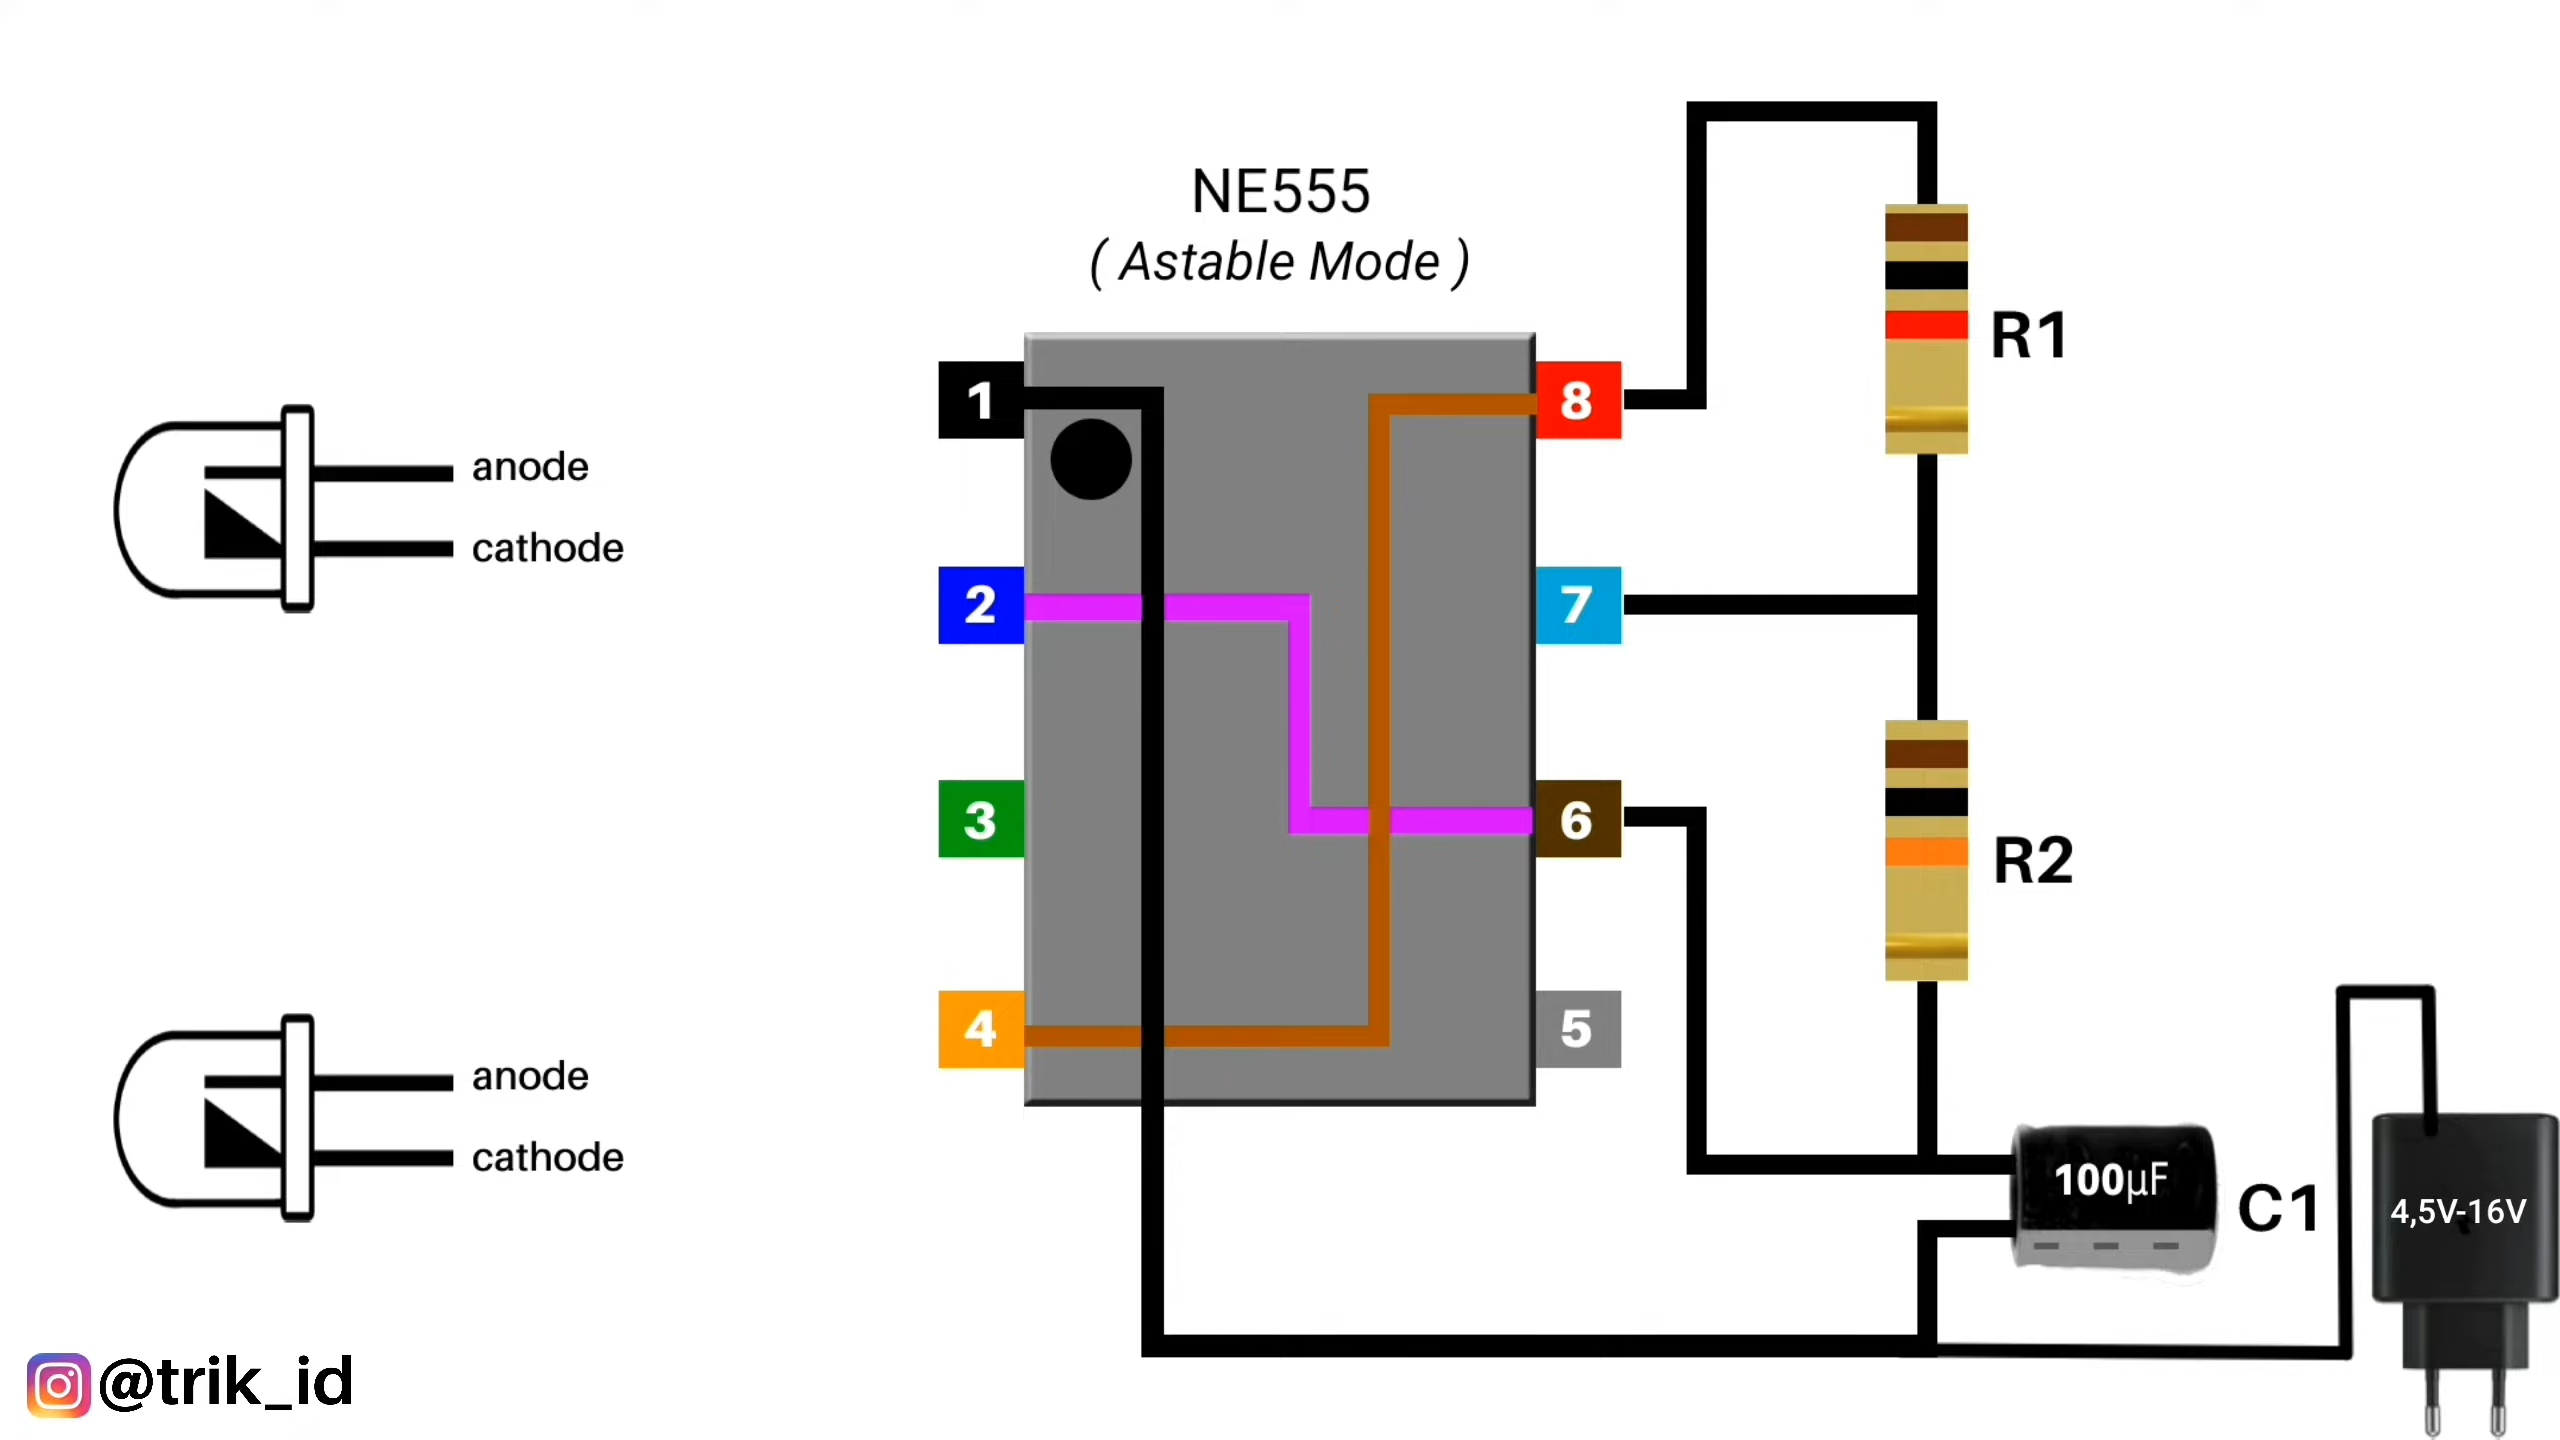 NE555
( Astable Mode )
1
8
R1
anode
cathode
2
7
3
6
R2
4
5
anode
cathode
100µF
C1
4,5V-16V
@trik_id